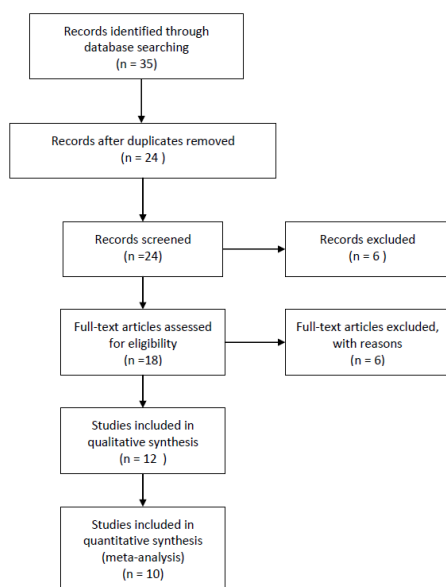 Records identified through
database searching
(n = 35)
Records after duplicates removed
(n = 24 )
Records screened
(n =24)
Records excluded
(n = 6 )
Full-text articles assessed
for eligibility
(n =18)
Full-text articles excluded,
with reasons
(n = 6)
Studies included in
qualitative synthesis
(n = 12  )
Studies included in
quantitative synthesis
(meta-analysis)
(n = 10)